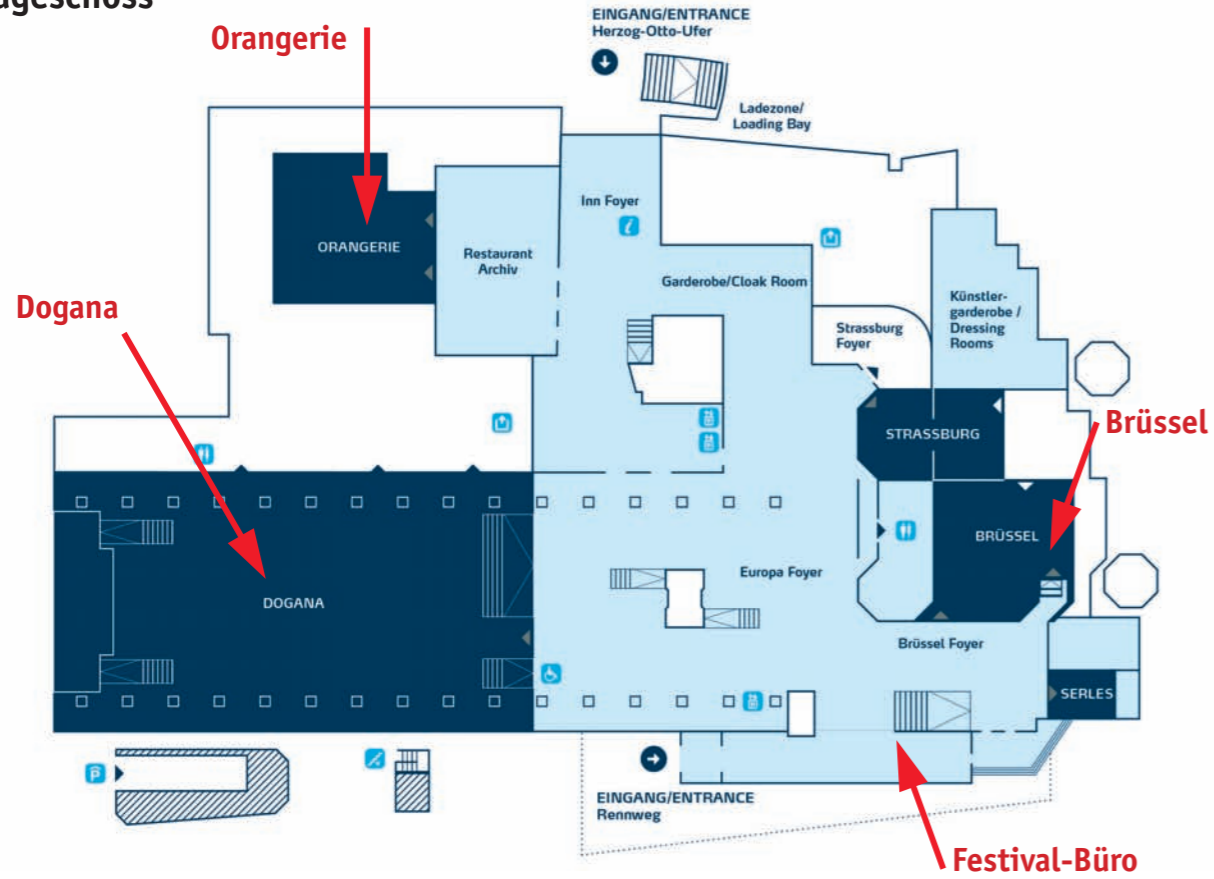 Orangerie
EINGANG/ENTRANCE
Herzog-Otto-Ufer
Ladezone/
Loading Bay
Inn Foyer
ORANGERIE
Restaurant
Archiv
Garderobe/Cloak Room
Künstler-
garderobe /
Dressing
Rooms
Dogana
Strassburg
Foyer
Brüssel
STRASSBURG
BRÜSSEL
Europa Foyer
DOGANA
Brüssel Foyer
SERLES
P
EINGANG/ENTRANCE
Rennweg
Festival-Büro